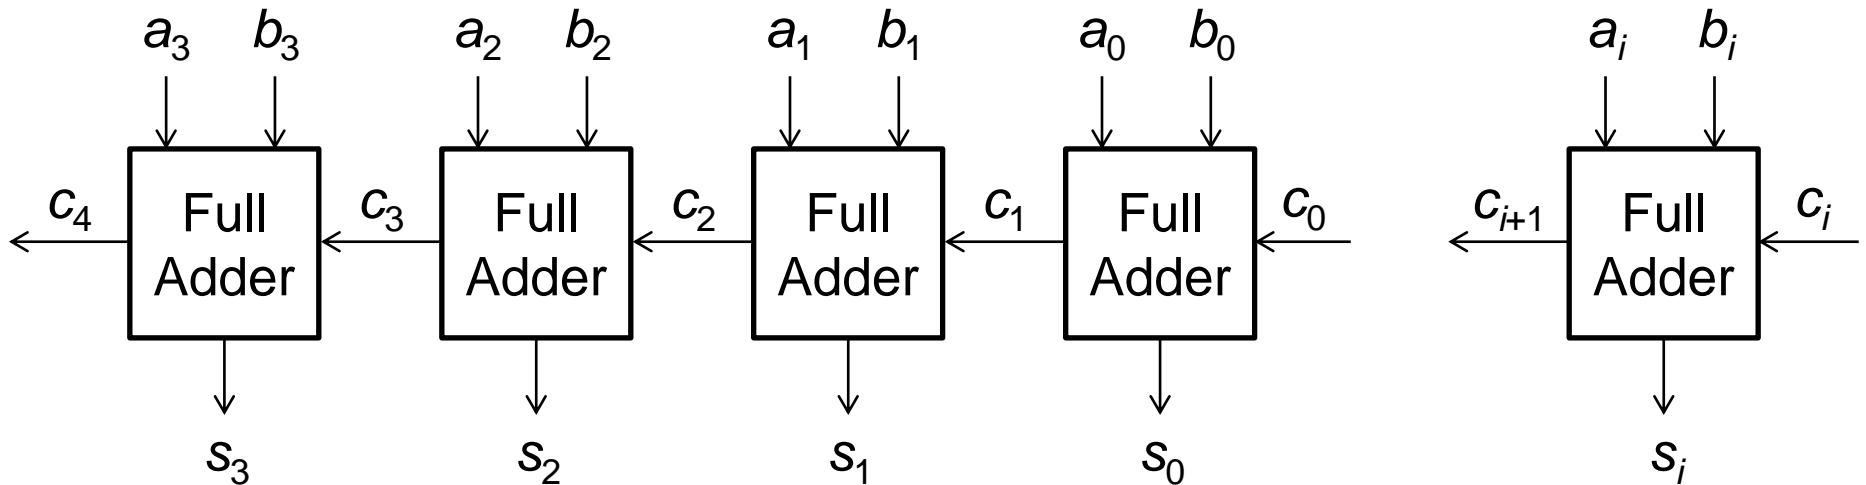 a₃ b₃ a₂ b₂ a₁ b₁ a₀ b₀ aᵢ bᵢ
c₄ Full c₃ Full c₂ Full c₁ Full c₀ cᵢ₊₁ Full cᵢ
Adder Adder Adder Adder Adder
s₃ s₂ s₁ s₀ sᵢ